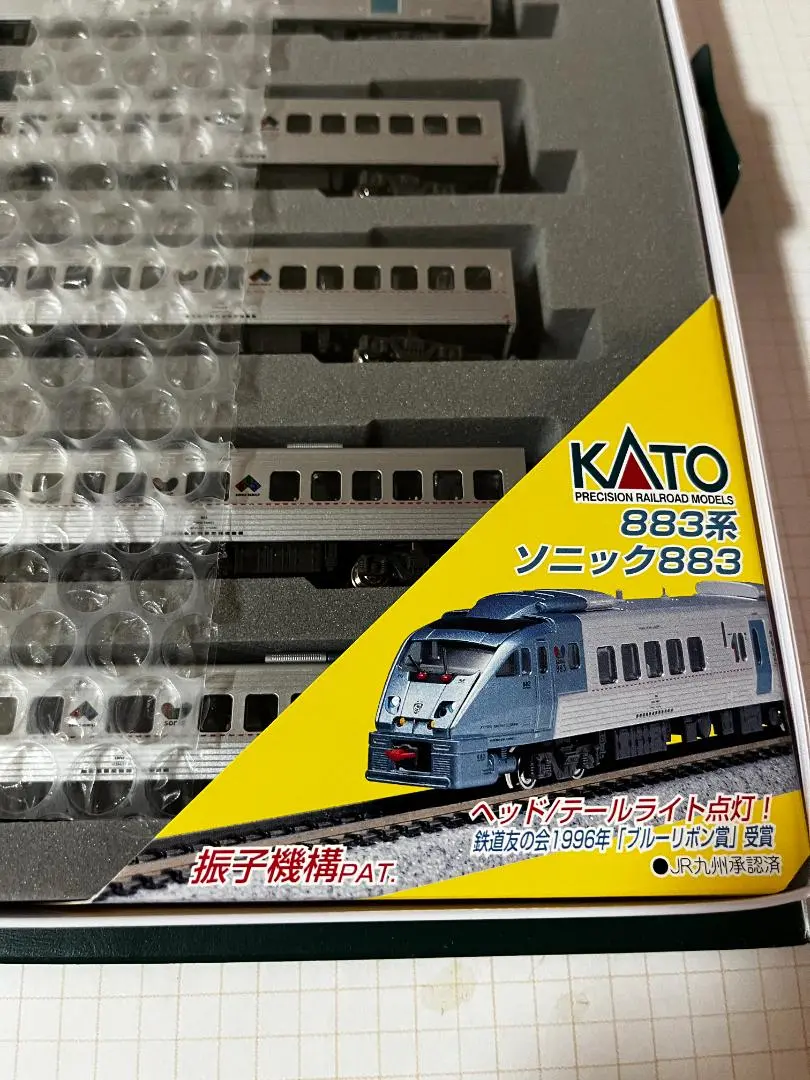 KATO
PRECISION RAILROAD MODELS
883系
ソニック883
ヘッド/テールライト点灯！
鉄道友の会1996年「ブルーリボン賞」受賞
振子機構PAT.
●JR九州承認済